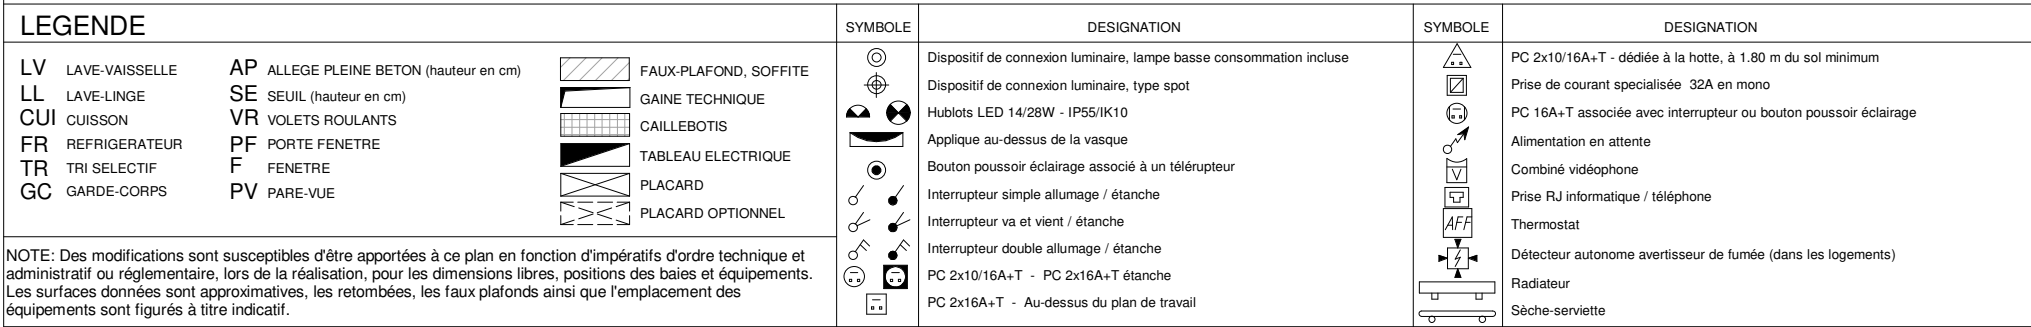 LEGENDE
LV LAVE-VAISSELLE
LL LAVE-LINGE
CUI CUISSON
FR REFRIGERATEUR
TR TRI SELECTIF
GC GARDE-CORPS
AP ALLEGE PLEINE BETON (hauteur en cm)
SE SEUIL (hauteur en cm)
VR VOLETS ROULANTS
PF PORTE FENETRE
F FENETRE
PV PARE-VUE
FAUX-PLAFOND, SOFFITE
GAINE TECHNIQUE
CAILLEBOTIS
TABLEAU ELECTRIQUE
PLACARD
PLACARD OPTIONNEL
NOTE: Des modifications sont susceptibles d'être apportées à ce plan en fonction d'impératifs d'ordre technique et
administratif ou réglementaire, lors de la réalisation, pour les dimensions libres, positions des baies et équipements.
Les surfaces données sont approximatives, les retombées, les faux plafonds ainsi que l'emplacement des
équipements sont figurés à titre indicatif.
SYMBOLE DESIGNATION
Dispositif de connexion luminaire, lampe basse consommation incluse
Dispositif de connexion luminaire, type spot
Hublots LED 14/28W - IP55/IK10
Applique au-dessus de la vasque
Bouton poussoir éclairage associé à un télérupteur
Interrupteur simple allumage / étanche
Interrupteur va et vient / étanche
Interrupteur double allumage / étanche
PC 2x10/16A+T - PC 2x16A+T étanche
PC 2x16A+T - Au-dessus du plan de travail
SYMBOLE DESIGNATION
PC 2x10/16A+T - dédiée à la hotte, à 1.80 m du sol minimum
Prise de courant specialisée 32A en mono
PC 16A+T associée avec interrupteur ou bouton poussoir éclairage
Alimentation en attente
V Combiné vidéophone
Prise RJ informatique / téléphone
AFF Thermostat
Détecteur autonome avertisseur de fumée (dans les logements)
Radiateur
Sèche-serviette